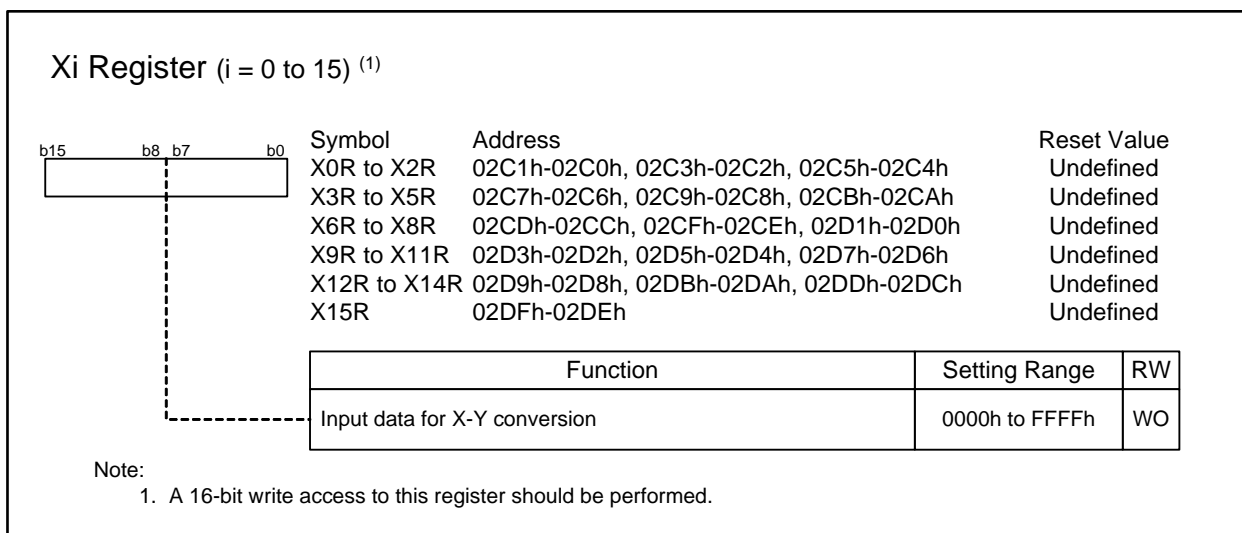 Xi Register (i = 0 to 15) (1)
b15 b8 b7 b0
Symbol Address Reset Value
X0R to X2R 02C1h-02C0h, 02C3h-02C2h, 02C5h-02C4h Undefined
X3R to X5R 02C7h-02C6h, 02C9h-02C8h, 02CBh-02CAh Undefined
X6R to X8R 02CDh-02CCh, 02CFh-02CEh, 02D1h-02D0h Undefined
X9R to X11R 02D3h-02D2h, 02D5h-02D4h, 02D7h-02D6h Undefined
X12R to X14R 02D9h-02D8h, 02DBh-02DAh, 02DDh-02DCh Undefined
X15R 02DFh-02DEh Undefined
Function Setting Range RW
Input data for X-Y conversion 0000h to FFFFh WO
Note:
1. A 16-bit write access to this register should be performed.